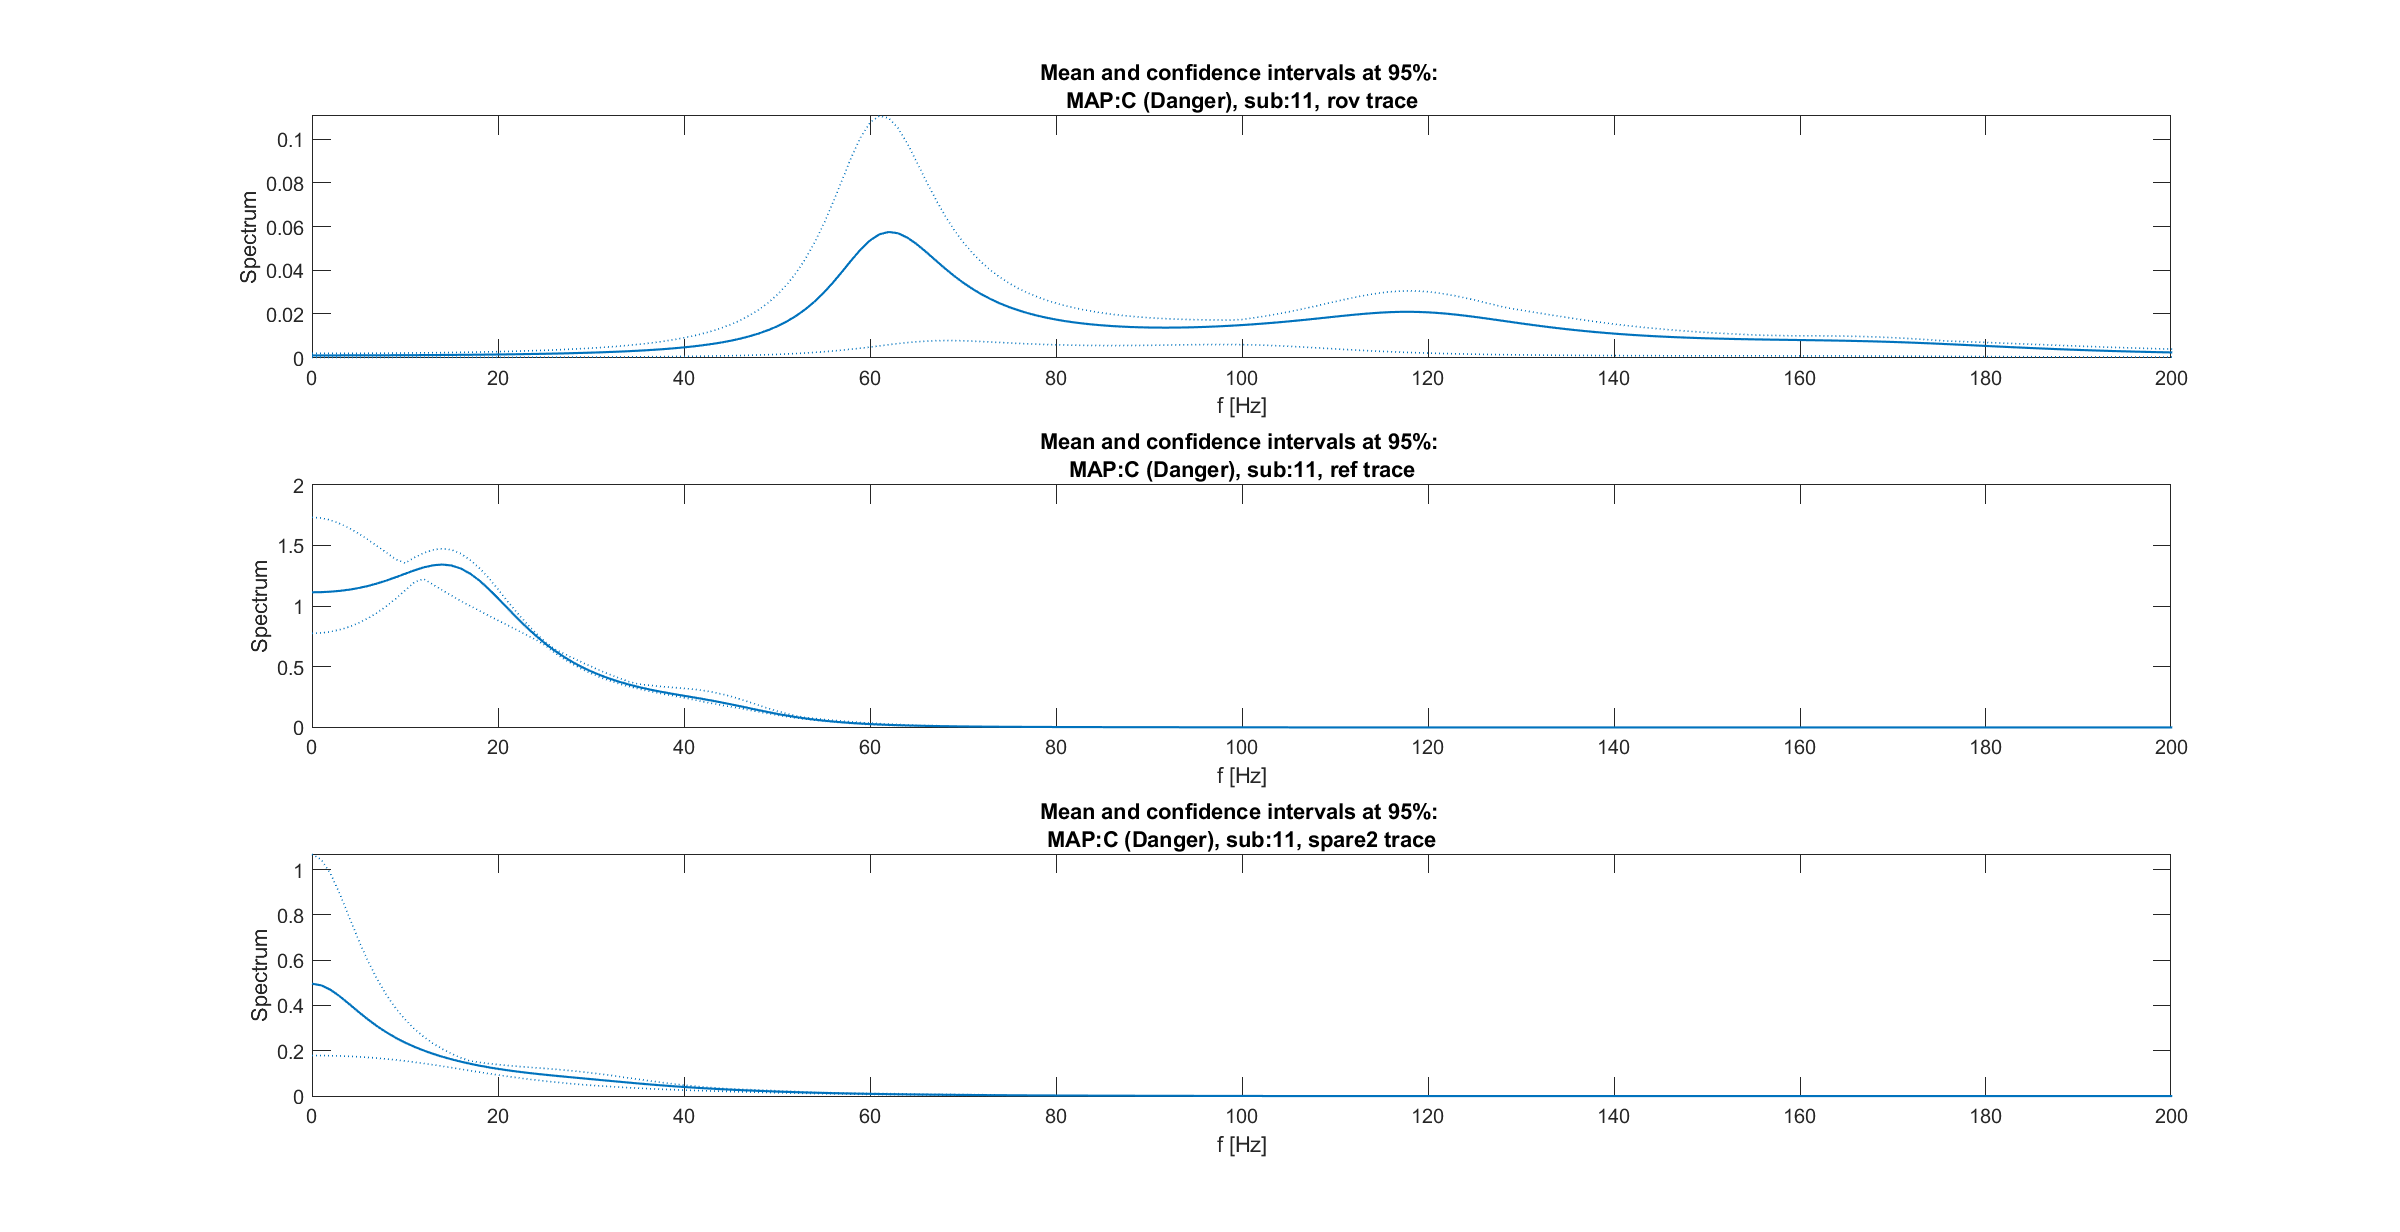 Mean and confidence intervals at 95%:
MAP:C (Danger), sub:11, rov trace
Spectrum
0.1
0.08
0.06
0.04
0.02
0
0 20 40 60 80 100 120 140 160 180 200
f [Hz]
Mean and confidence intervals at 95%:
MAP:C (Danger), sub:11, ref trace
Spectrum
2
1.5
1
0.5
0
0 20 40 60 80 100 120 140 160 180 200
f [Hz]
Mean and confidence intervals at 95%:
MAP:C (Danger), sub:11, spare2 trace
Spectrum
1
0.8
0.6
0.4
0.2
0
0 20 40 60 80 100 120 140 160 180 200
f [Hz]